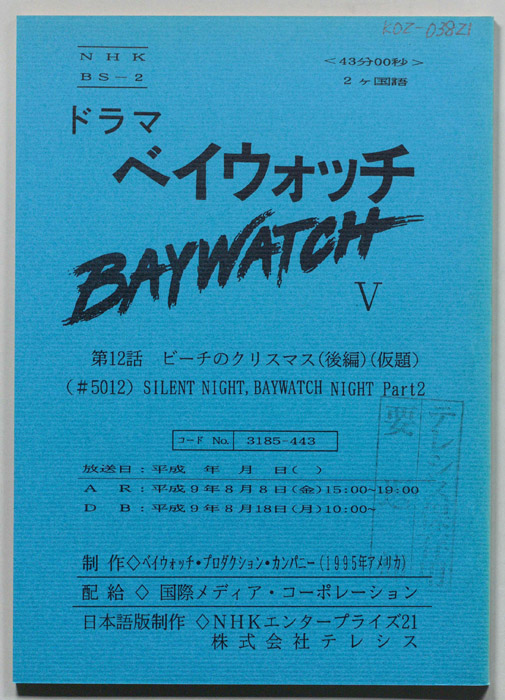 K02-03821
NHK
BS-2
<43分00秒>
2ヶ国語
ドラマ
ベイウォッチ
BAYWATCH
V
第12話 ビーチのクリスマス(後編)(仮題)
(#5012) SILENT NIGHT, BAYWATCH NIGHT Part2
コード No. 3185-443
放送日:平成 年 月 日( )
A R:平成9年8月8日(金)15:00~19:00
D B:平成9年8月18日(月)10:00~
制作◇ベイウォッチ・プロダクション・カンパニー(1995年アメリカ)
配給◇国際メディア・コーポレーション
日本語版制作◇NHKエンタープライズ21
株式会社テレシス
テレシス
要